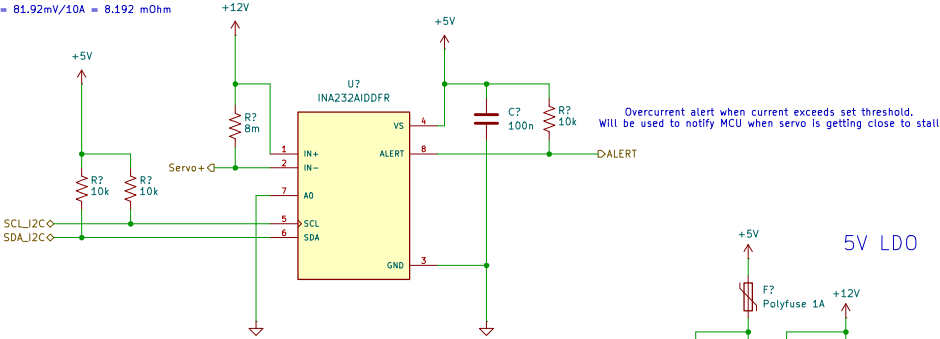 = 81.92mV/10A = 8.192 mOhm
+12V
+5V
+5V
U?
INA232AIDDFR
R?
8m
VS
4
C?
100n
R?
10k
Overcurrent alert when current exceeds set threshold.
Will be used to notify MCU when servo is getting close to stall
1
IN+
ALERT
8
ALERT
Servo+
2
IN-
R?
10k
R?
10k
7
A0
SCL_I2C
5
SCL
SDA_I2C
6
SDA
GND
3
+5V
5V LDO
F?
Polyfuse 1A
+12V